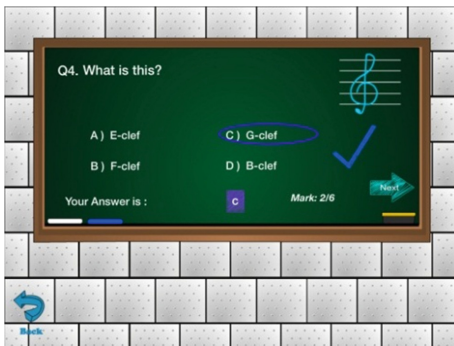 Q4. What is this?
A) E-clef
C) G-clef
B) F-clef
D) B-clef
Your Answer is :
C
Mark: 2/6
Next
Back